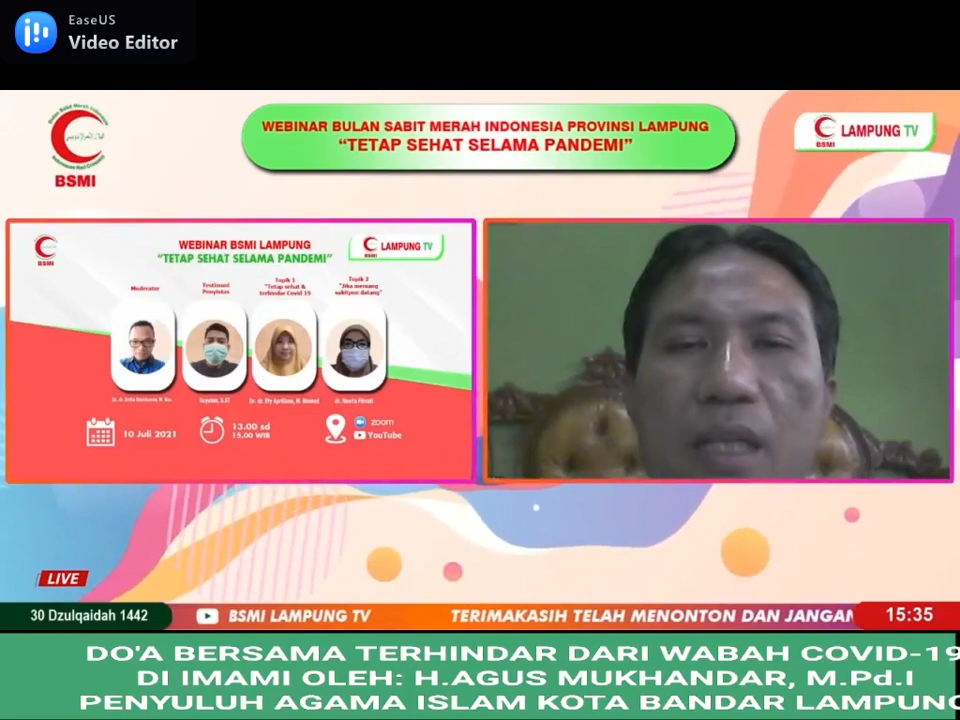 EaseUS
Video Editor
BSMI
WEBINAR BULAN SABIT MERAH INDONESIA PROVINSI LAMPUNG
“TETAP SEHAT SELAMA PANDEMI”
BSMI
LAMPUNG TV
BSMI
WEBINAR BSMI LAMPUNG
“TETAP SEHAT SELAMA PANDEMI”
BSMI
LAMPUNG TV
Moderator
Testimoni
Penyintas
Topik 1
"Tetap sehat &
terhindar Covid 19
Topik 2
"Jika memang
datang"
Suyatno, S.ST
10 Juli 2021
13.00 sd
15.00 WIB
zoom
YouTube
LIVE
30 Dzulqaidah 1442
BSMI LAMPUNG TV
TERIMAKASIH TELAH MENONTON DAN JANGAN
15:35
DO'A BERSAMA TERHINDAR DARI WABAH COVID-19
DI IMAMI OLEH: H.AGUS MUKHANDAR, M.Pd.I
PENYULUH AGAMA ISLAM KOTA BANDAR LAMPUNG